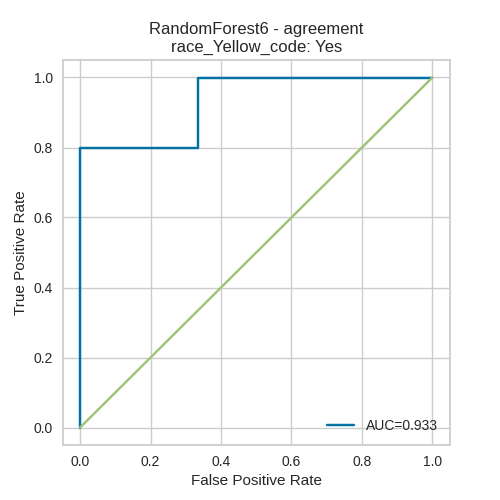 RandomForest6 - agreement
race_Yellow_code: Yes
True Positive Rate
1.0
0.8
0.6
0.4
0.2
0.0
AUC=0.933
0.0 0.2 0.4 0.6 0.8 1.0
False Positive Rate